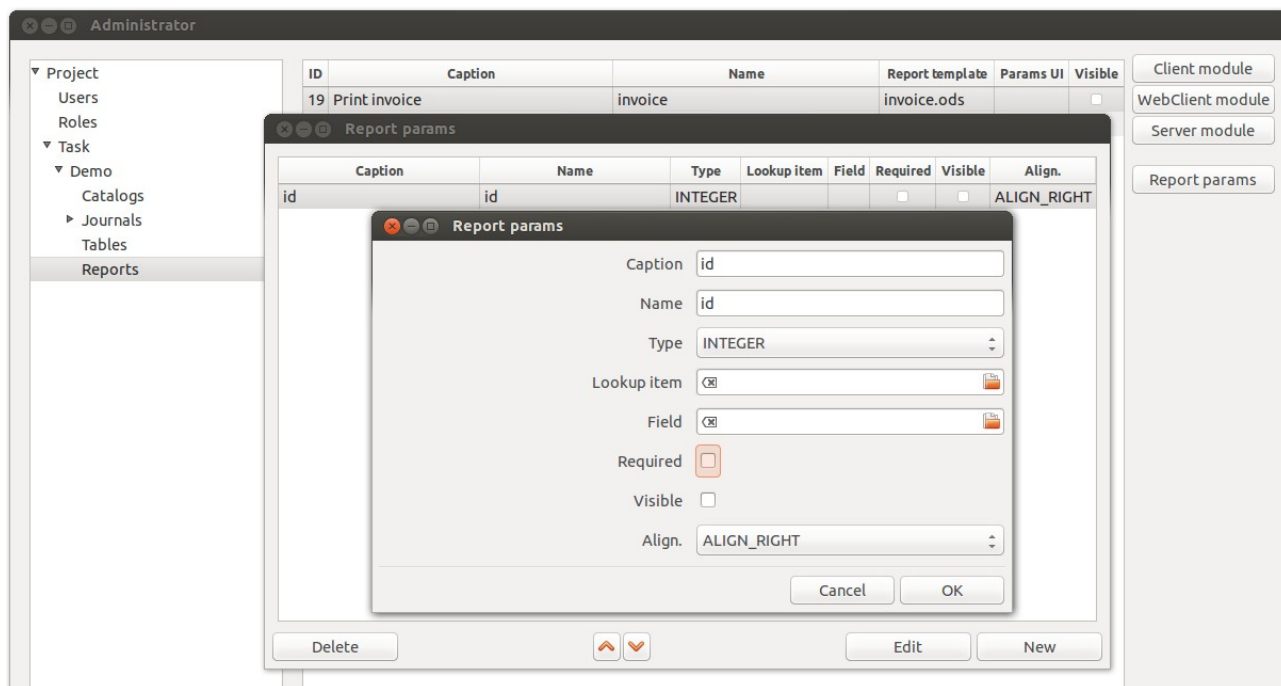 Administrator
Project
Users
Roles
Task
Demo
Catalogs
Journals
Tables
Reports
ID Caption Name Report template Params UI Visible
19 Print invoice invoice invoice.ods
Client module
WebClient module
Server module
Report params
Report params
Caption Name Type Lookup item Field Required Visible Align.
id id INTEGER ALIGN_RIGHT
Report params
Caption id
Name id
Type INTEGER
Lookup item
Field
Required
Visible
Align. ALIGN_RIGHT
Cancel OK
Delete Edit New